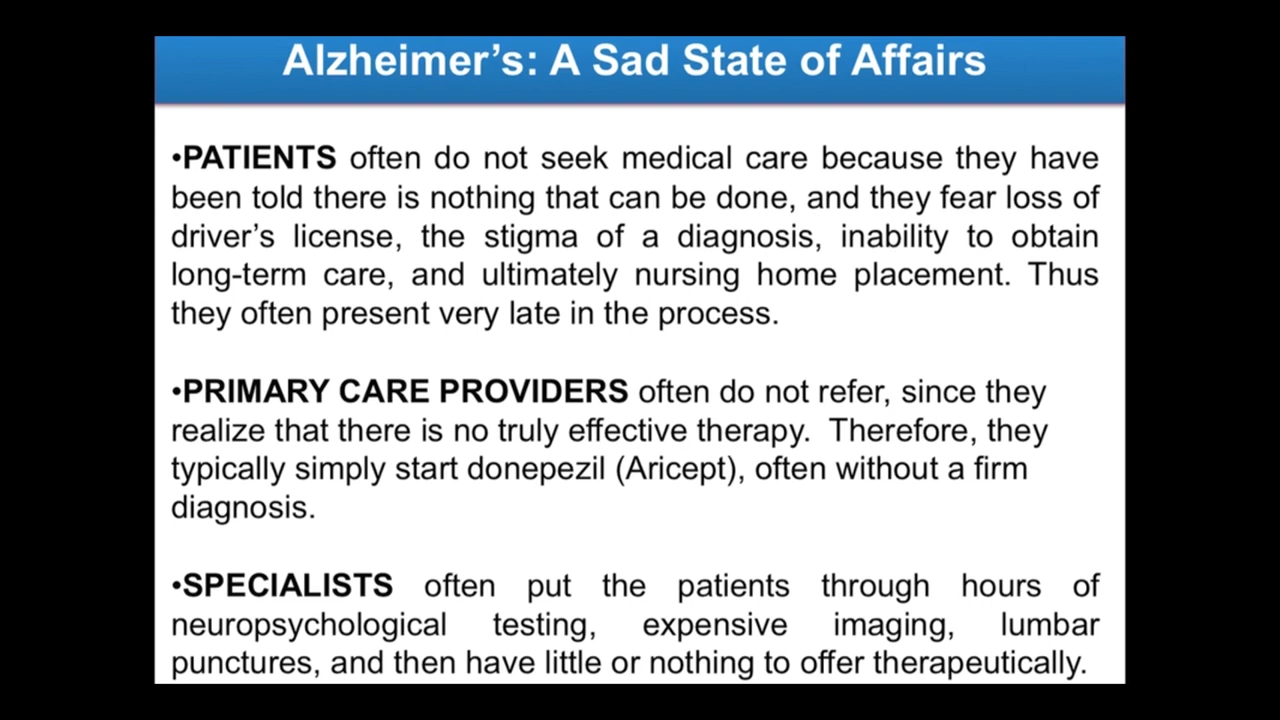 Alzheimer’s: A Sad State of Affairs
•PATIENTS often do not seek medical care because they have
been told there is nothing that can be done, and they fear loss of
driver’s license, the stigma of a diagnosis, inability to obtain
long-term care, and ultimately nursing home placement. Thus
they often present very late in the process.
•PRIMARY CARE PROVIDERS often do not refer, since they
realize that there is no truly effective therapy.  Therefore, they
typically simply start donepezil (Aricept), often without a firm
diagnosis.
•SPECIALISTS often put the patients through hours of
neuropsychological testing, expensive imaging, lumbar
punctures, and then have little or nothing to offer therapeutically.